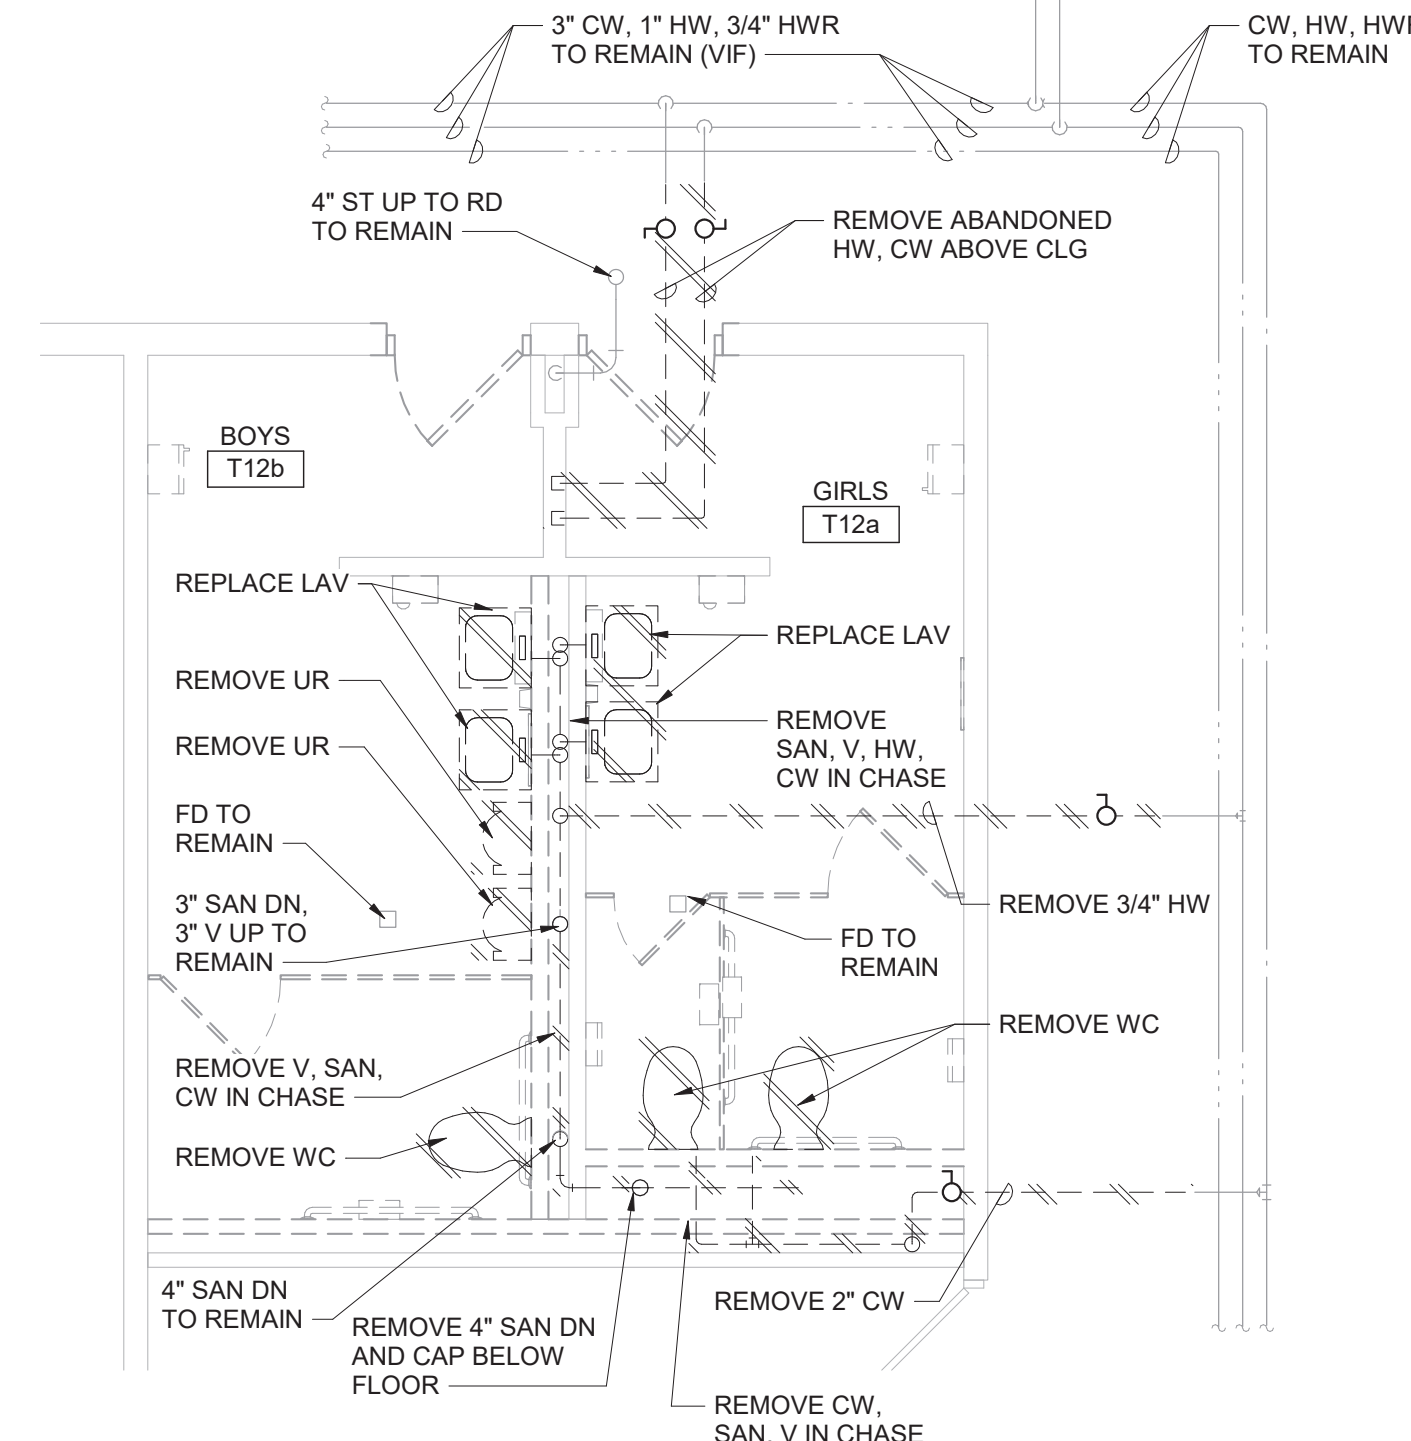 3" CW, 1" HW, 3/4" HWR
TO REMAIN (VIF)
CW, HW,
TO REMAIN
4" ST UP TO RD
TO REMAIN
REMOVE ABANDONED
HW, CW ABOVE CLG
BOYS
T12b
GIRLS
T12a
REPLACE LAV
REPLACE LAV
REMOVE UR
REMOVE UR
REMOVE
SAN, V, HW,
CW IN CHASE
FD TO
REMAIN
3" SAN DN,
3" V UP TO
REMAIN
REMOVE 3/4" HW
FD TO
REMAIN
REMOVE WC
REMOVE V, SAN,
CW IN CHASE
REMOVE WC
4" SAN DN
TO REMAIN
REMOVE 4" SAN DN
AND CAP BELOW
FLOOR
REMOVE 2" CW
REMOVE CW,
SAN, V IN CHASE